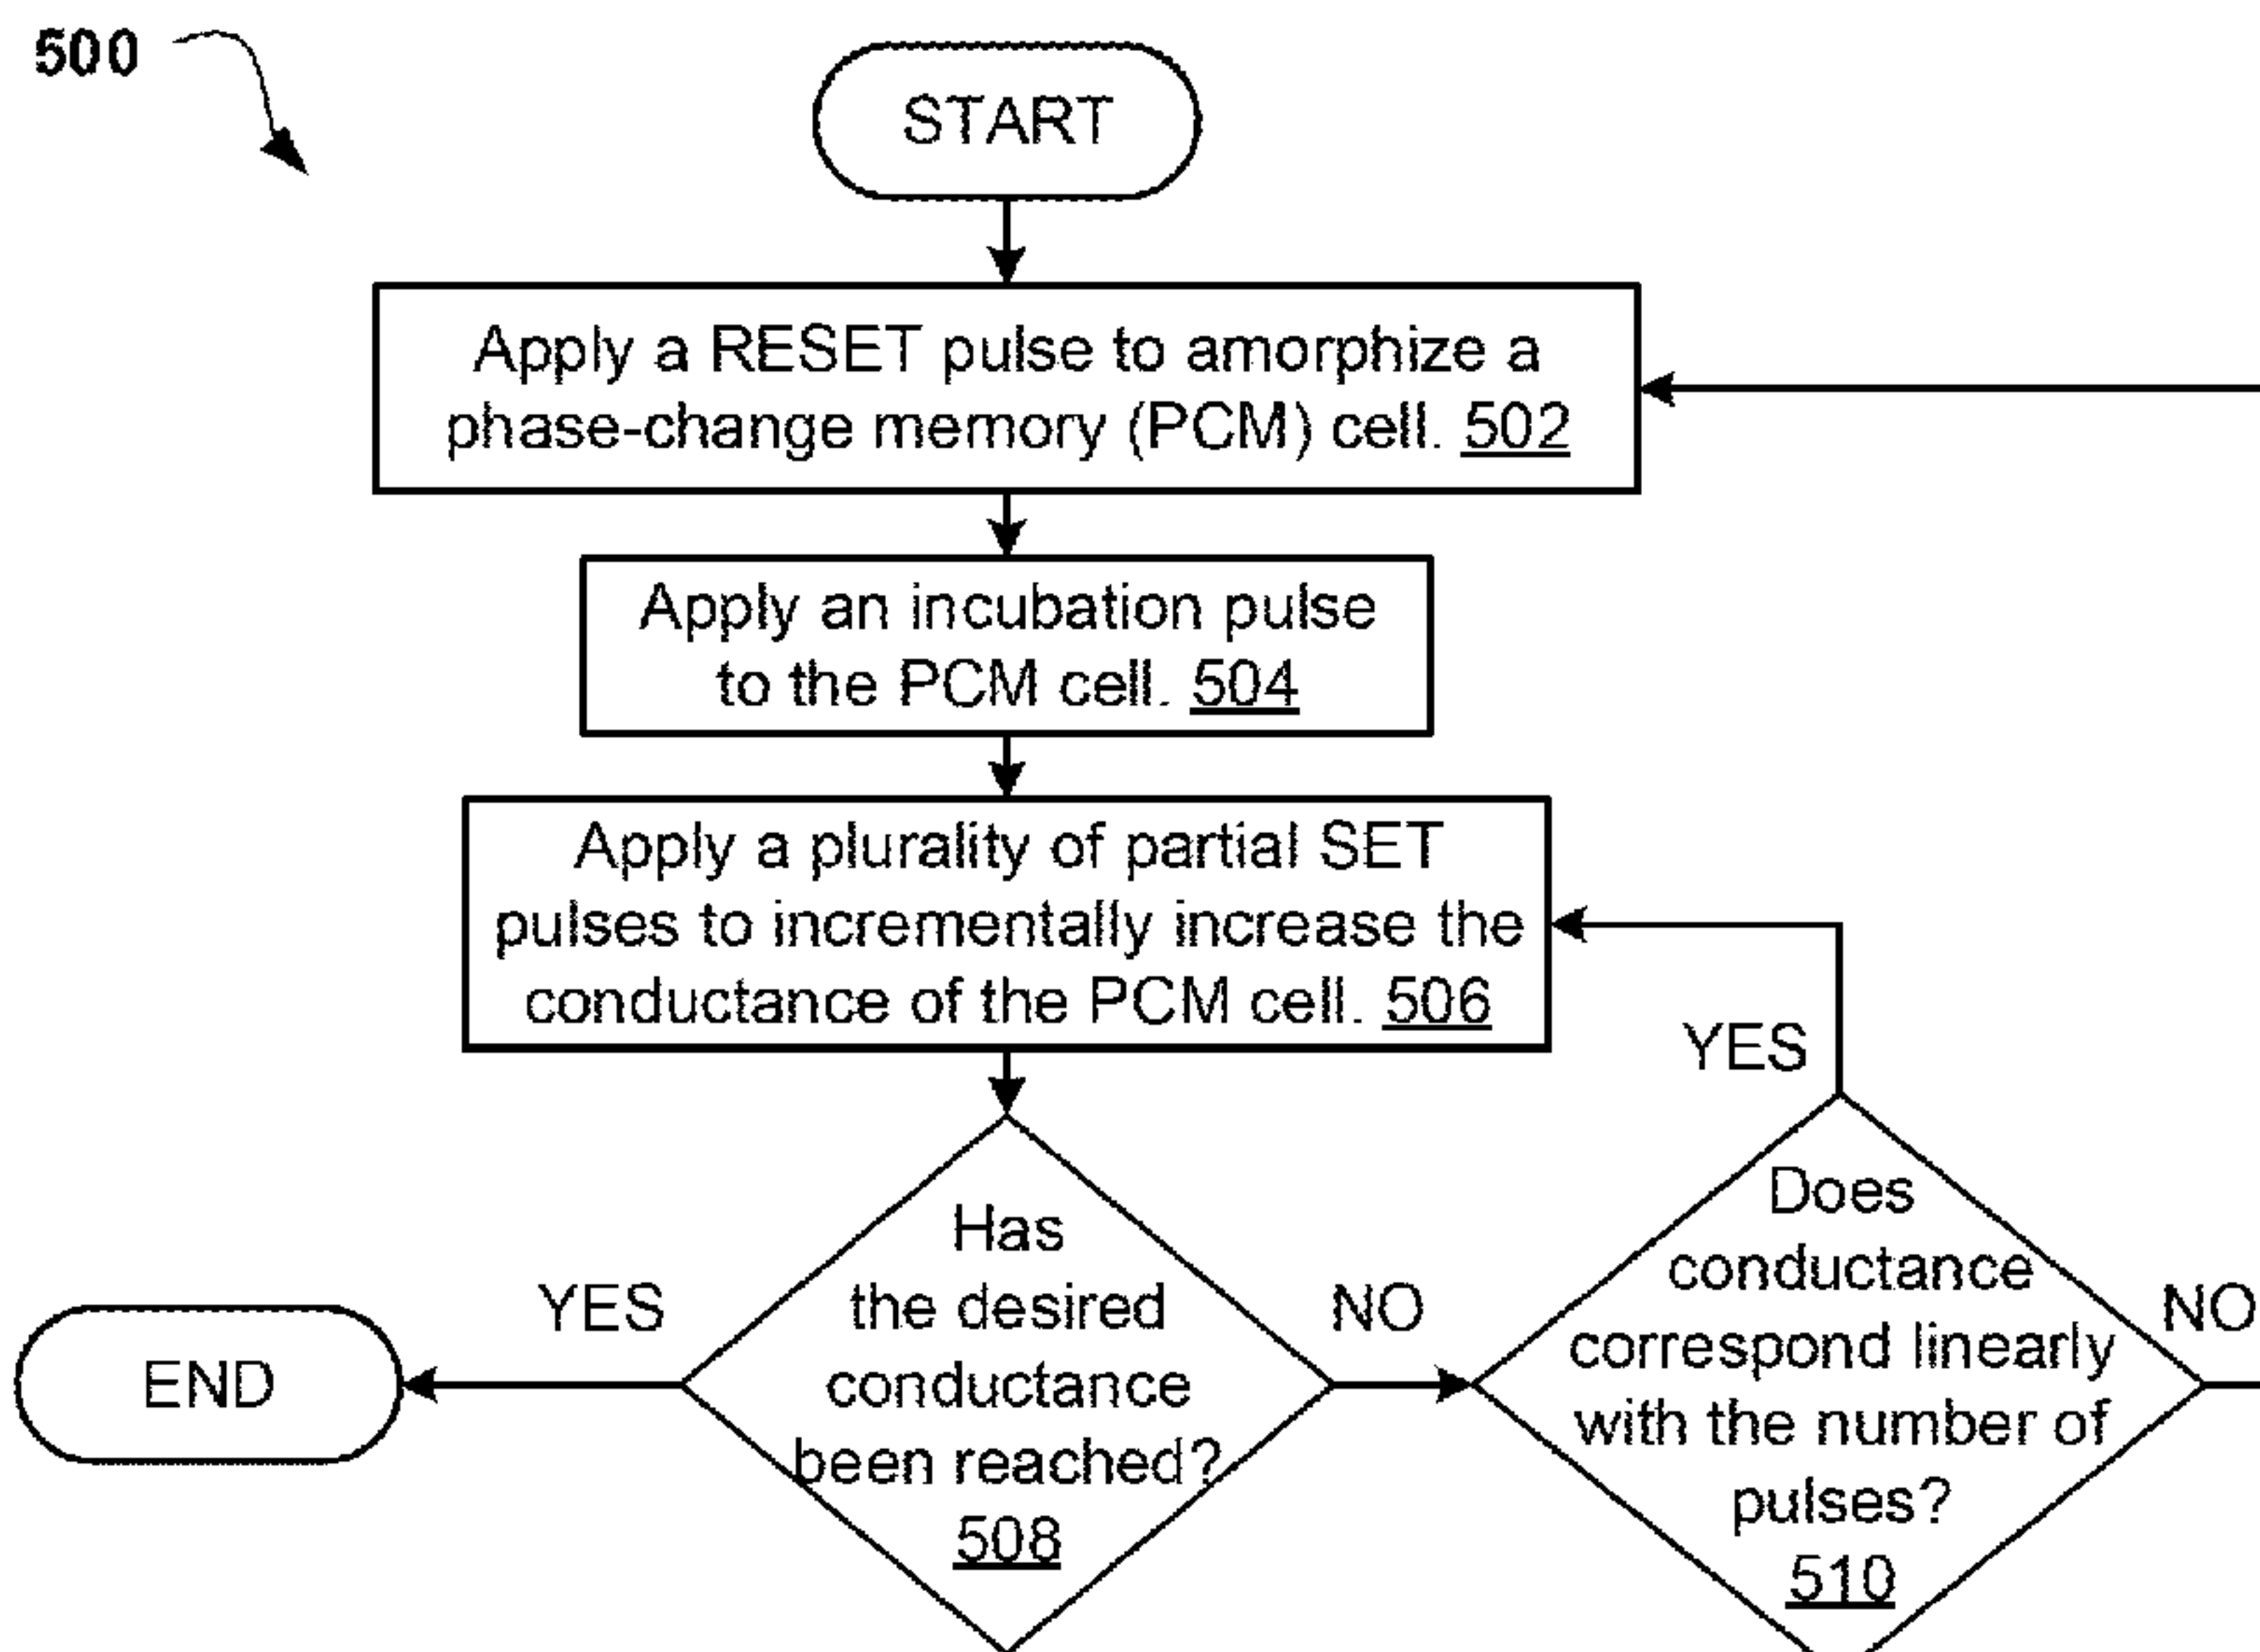 500
START
Apply a RESET pulse to amorphize a
phase-change memory (PCM) cell. 502
Apply an incubation pulse
to the PCM cell. 504
Apply a plurality of partial SET
pulses to incrementally increase the
conductance of the PCM cell. 506
YES
Has
the desired
conductance
been reached?
508
YES
END
NO
Does
conductance
correspond linearly
with the number of
pulses?
510
NO